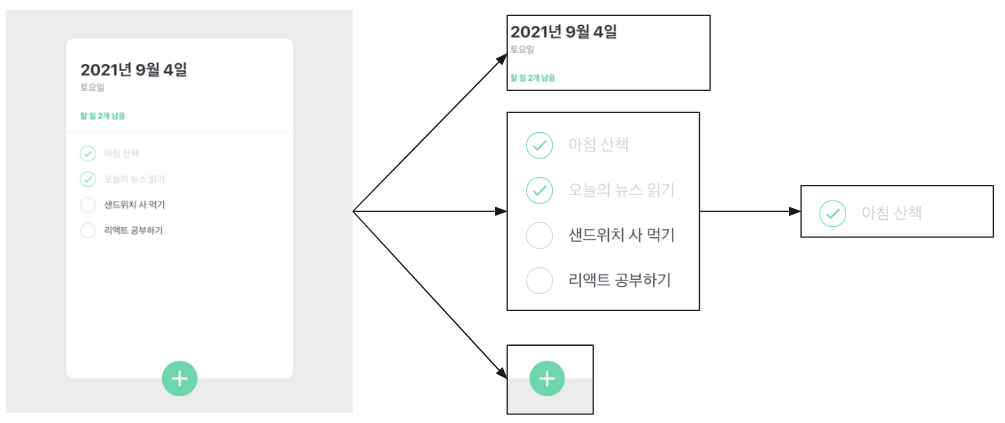 2021년 9월 4일
토요일
할 일 2개 남음
아침 산책
오늘의 뉴스 읽기
샌드위치 사 먹기
리액트 공부하기
2021년 9월 4일
토요일
할 일 2개 남음
아침 산책
오늘의 뉴스 읽기
샌드위치 사 먹기
리액트 공부하기
아침 산책